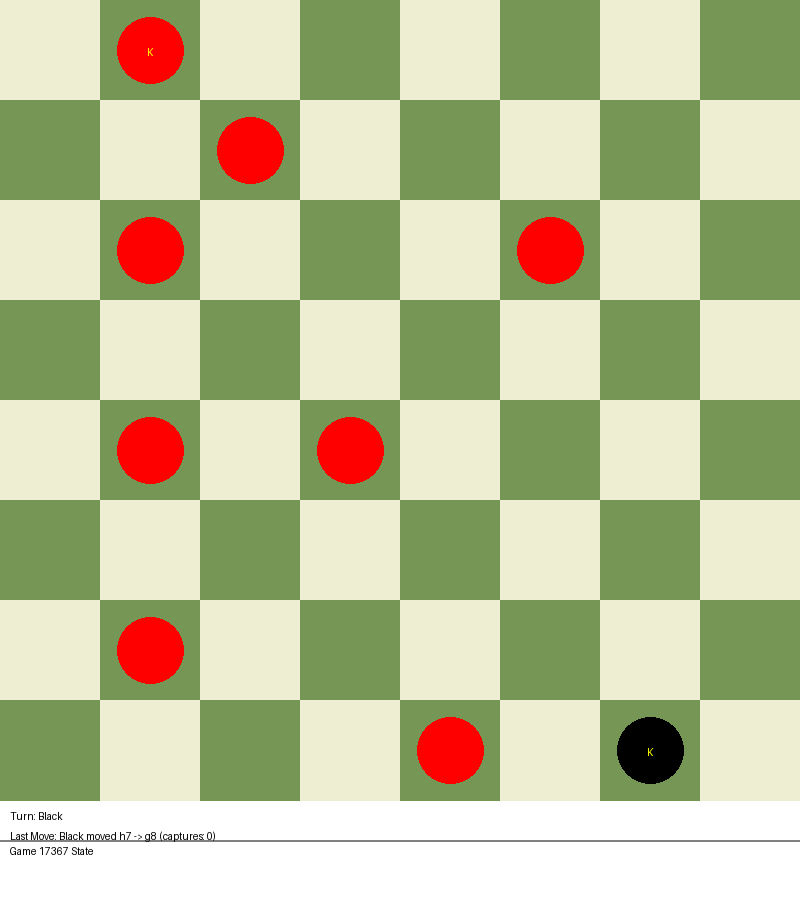 K
K
Turn: Black
Last Move: Black moved h7 -> g8 (captures: 0)
Game 17367 State